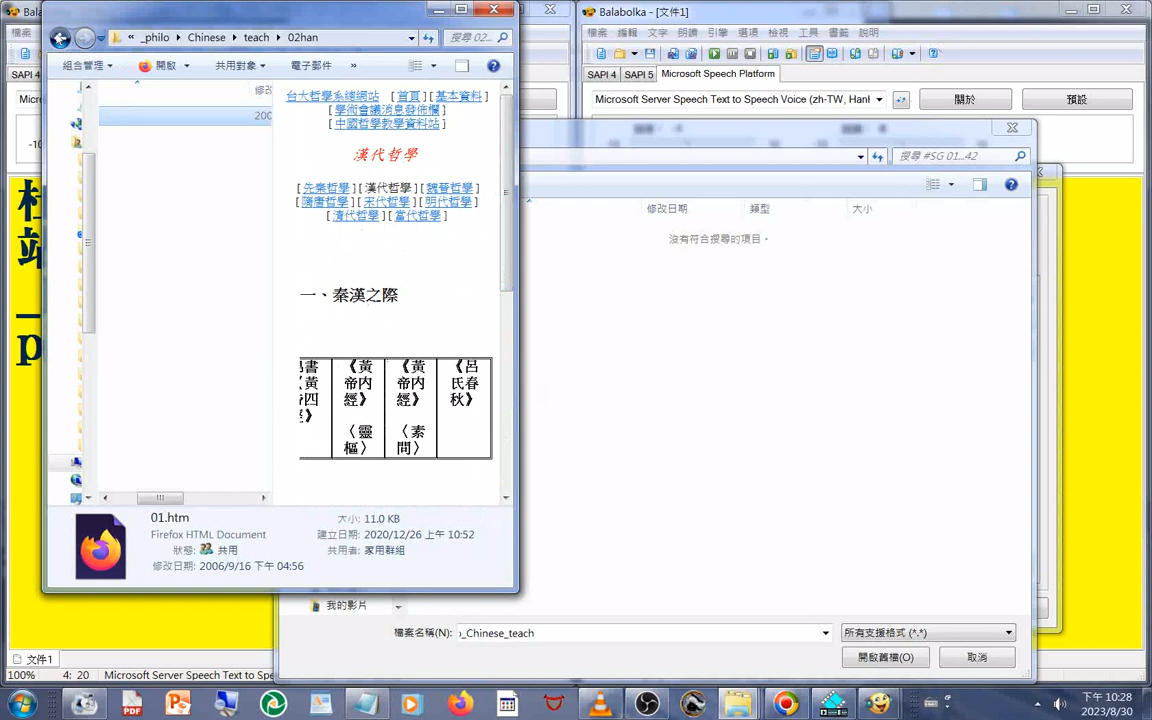 Balabolka - [文件1]
檔案 編輯 文字 朗讀 引擎 選項 檢視 工具 書籤 說明
SAPI 4 SAPI 5 Microsoft Speech Platform
Microsoft Server Speech Text to Speech Voice (zh-TW, Han
關於
預設
« _philo Chinese teach 02han
搜尋 02...
組合管理 開啟 共用對象 電子郵件 »
台大哲學系總網站 [首頁][基本資料]
[學術會議消息發佈欄]
[中國哲學教學資料站]
漢代哲學
[先秦哲學][漢代哲學][魏晉哲學]
[隋唐哲學][宋代哲學][明代哲學]
[清代哲學][當代哲學]
一、秦漢之際
《黃帝內經》〈靈樞〉
《黃帝內經》〈素問〉
《呂氏春秋》
01.htm
Firefox HTML Document
狀態: 共用
修改日期: 2006/9/16 下午 04:56
大小: 11.0 KB
建立日期: 2020/12/26 上午 10:52
共用者: 家用群組
搜尋 #SG 01...42
修改日期 類型 大小
沒有符合搜尋的項目。
我的影片
檔案名稱(N): _Chinese_teach
所有支援格式 (*.*)
開啟舊檔(O)
取消
文件1
100% 4: 20 Microsoft Server Speech Text to Spe
下午 10:28
2023/8/30